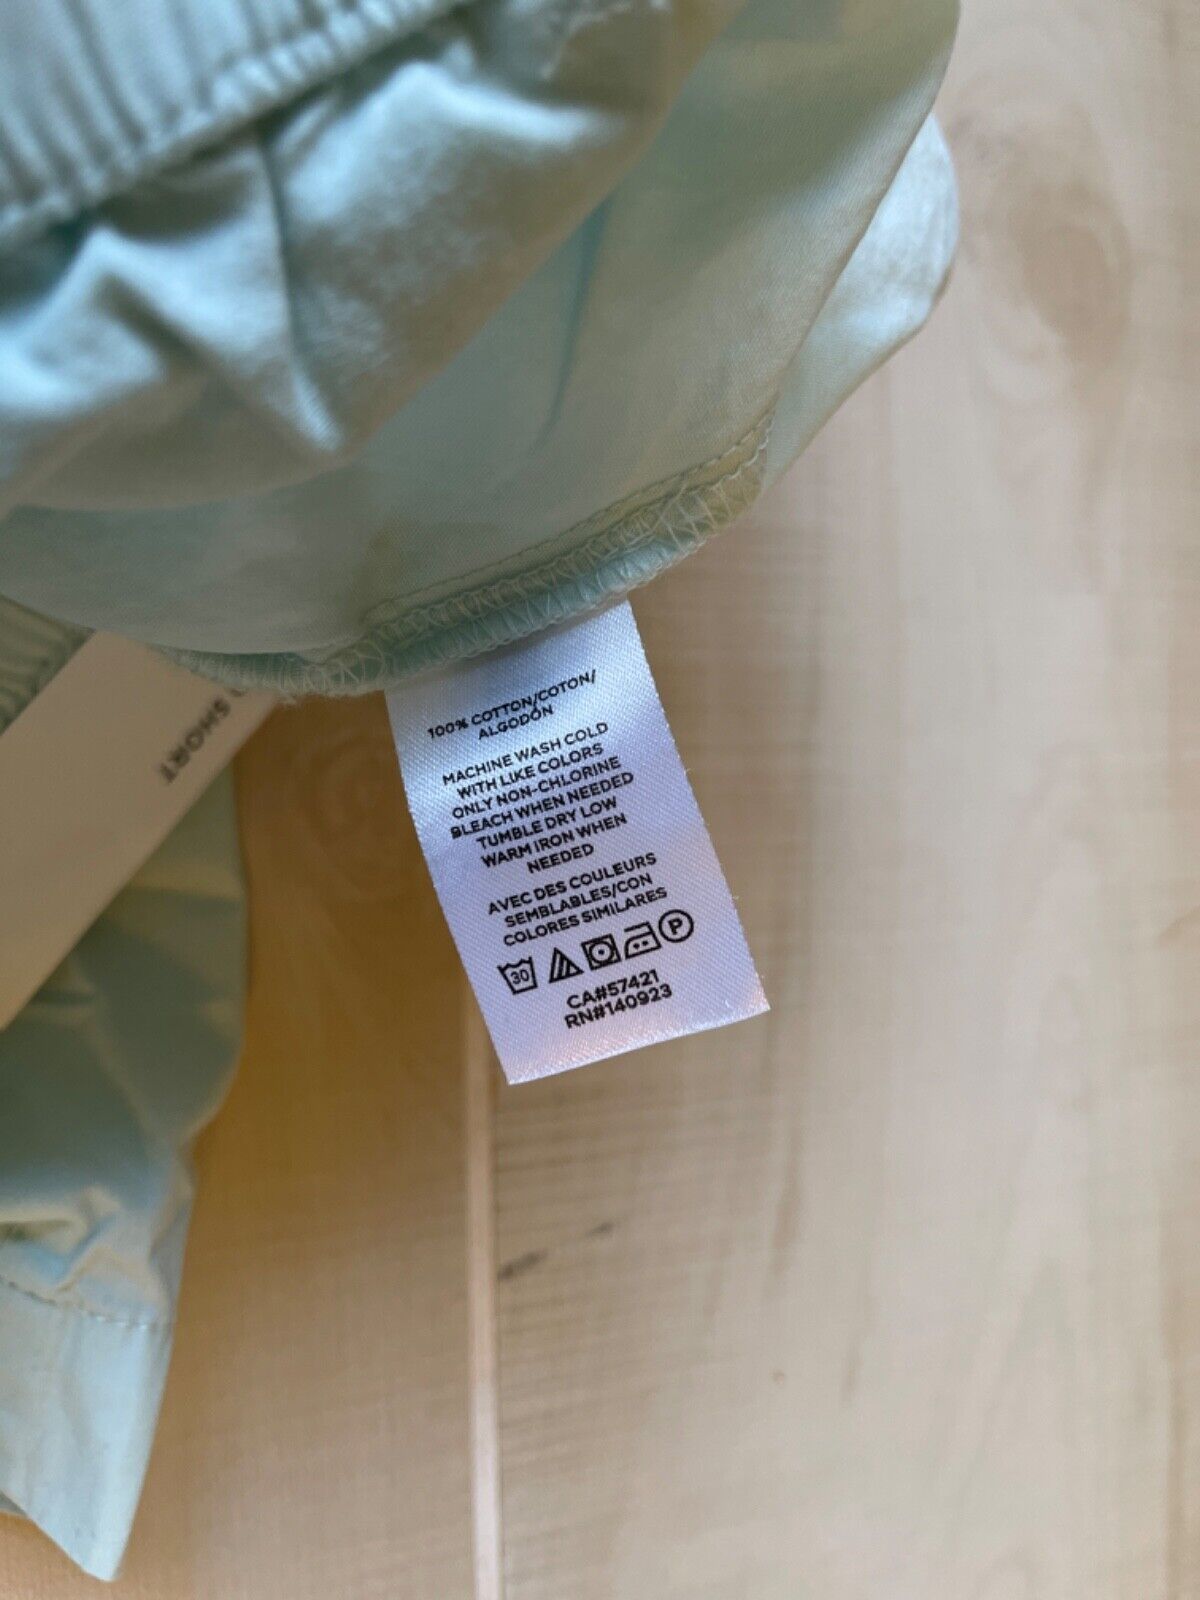 100% COTTON/COTON/
ALGODÓN
MACHINE WASH COLD
WITH LIKE COLORS
ONLY NON-CHLORINE
BLEACH WHEN NEEDED
TUMBLE DRY LOW
WARM IRON WHEN
NEEDED
AVEC DES COULEURS
SEMBLABLES/CON
COLORES SIMILARES
30 P
CA#57421
RN#140923
SHORT